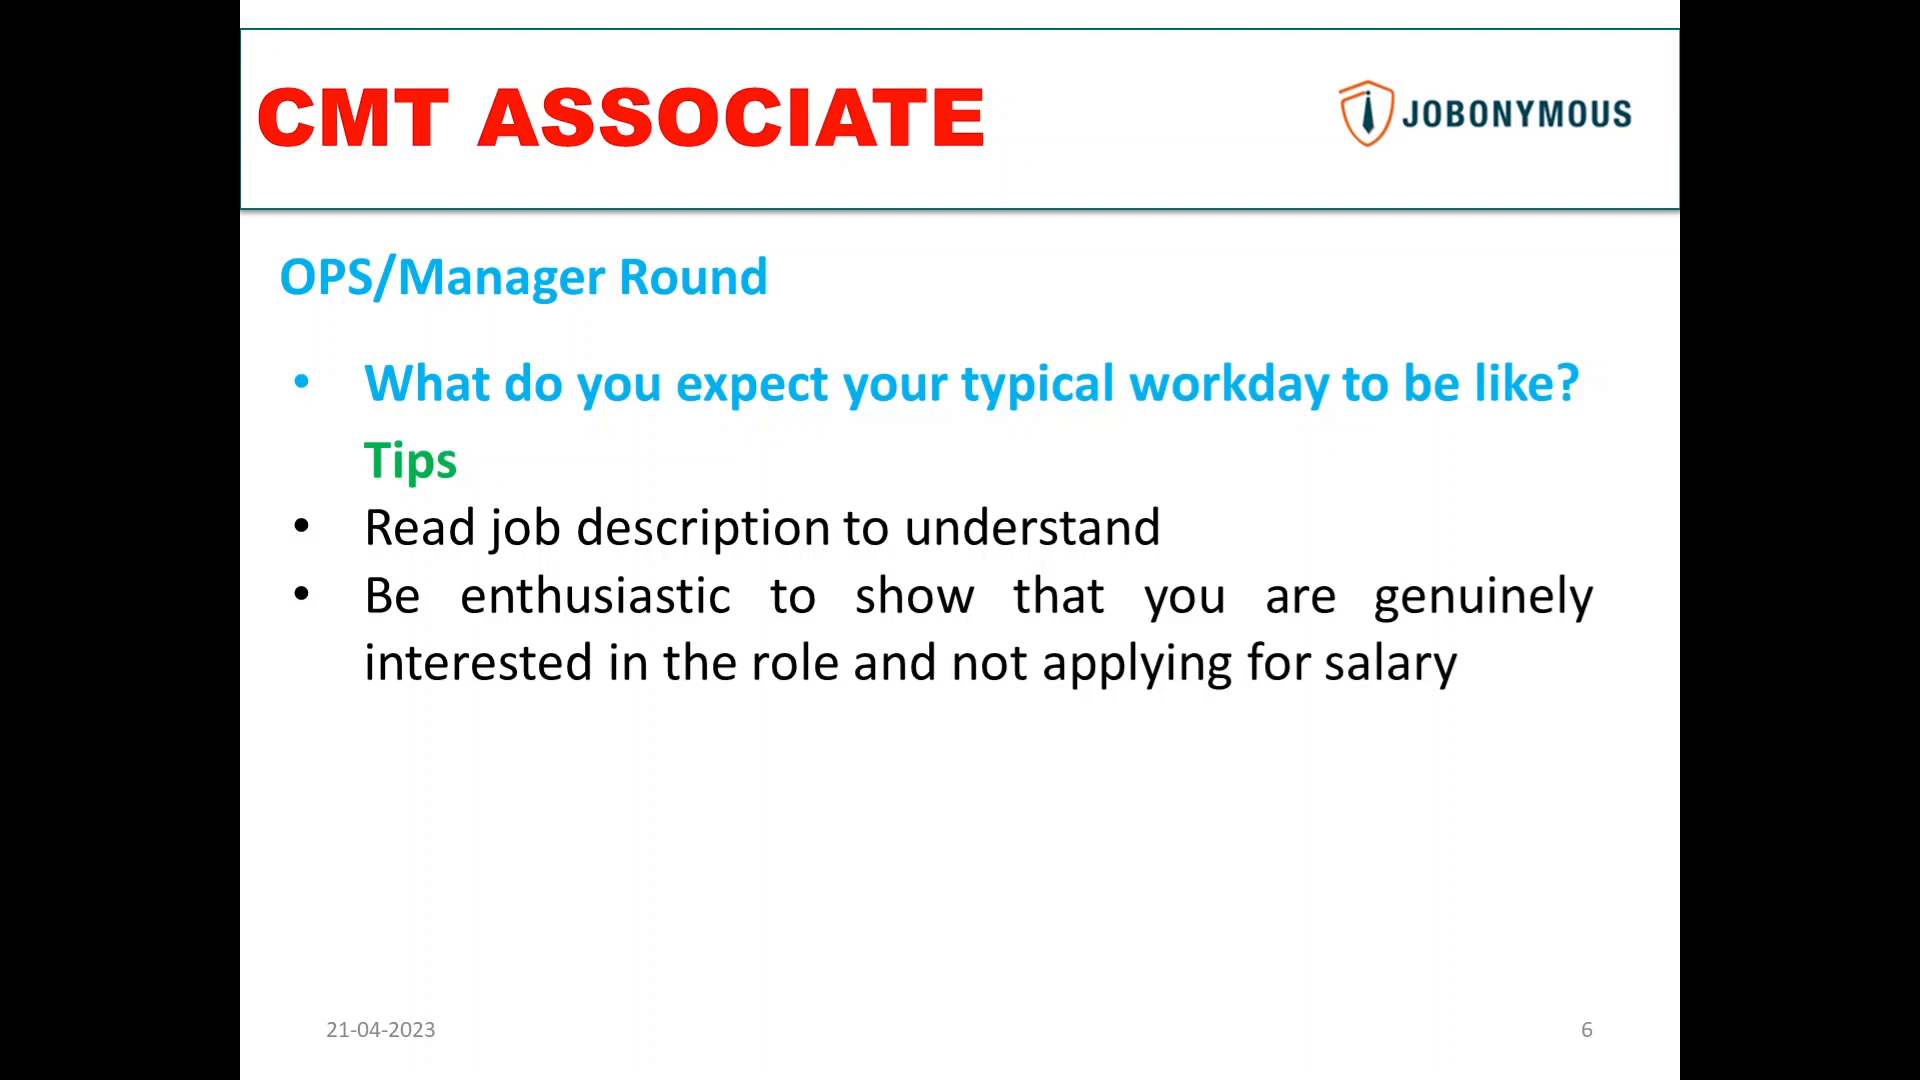 CMT ASSOCIATE
JOBONYMOUS
OPS/Manager Round
• What do you expect your typical workday to be like?
Tips
• Read job description to understand
• Be enthusiastic to show that you are genuinely
interested in the role and not applying for salary
21-04-2023
6